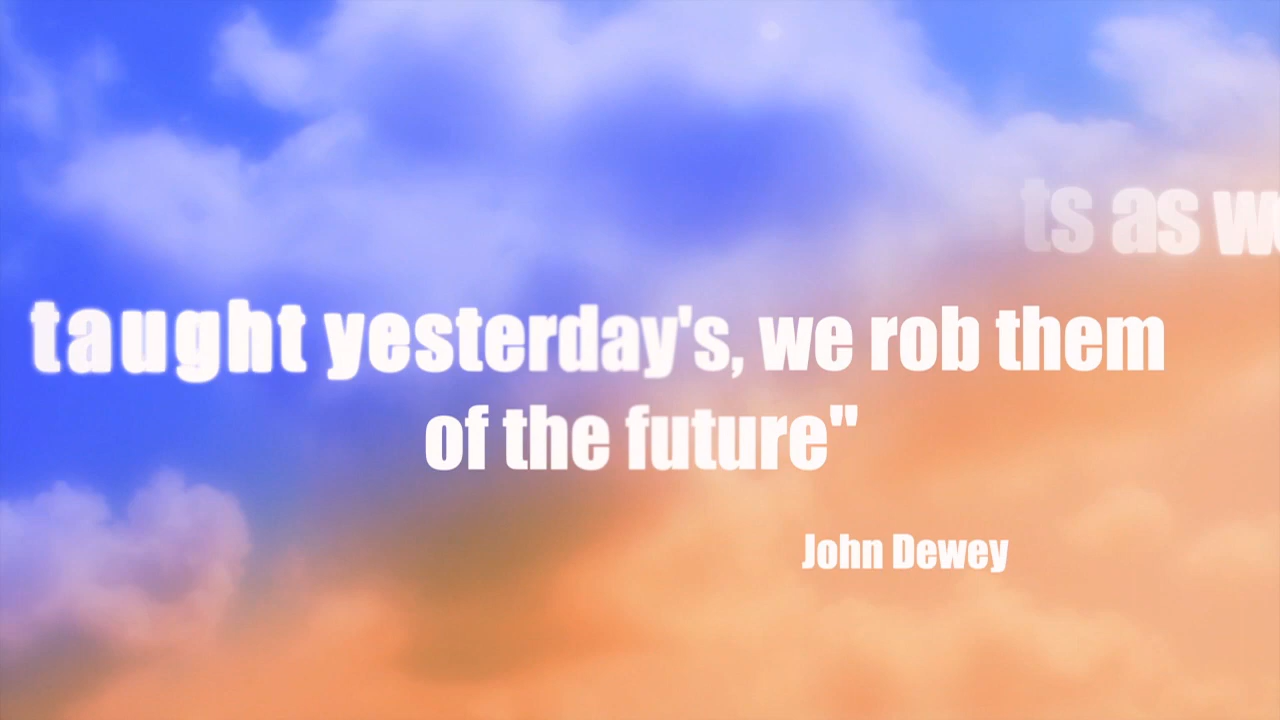 ts as w
taught yesterday's, we rob them
of the future"
John Dewey